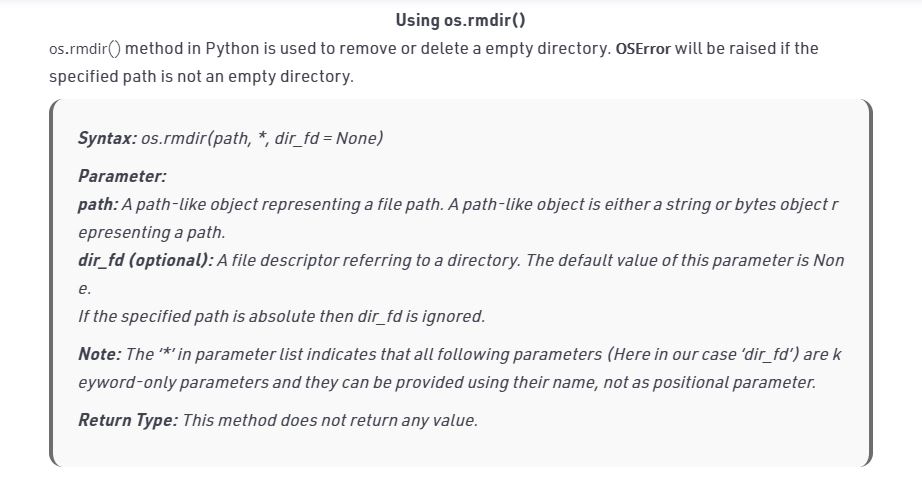 Using os.rmdir()
os.rmdir() method in Python is used to remove or delete a empty directory. OSError will be raised if the
specified path is not an empty directory.
Syntax: os.rmdir(path, *, dir_fd = None)
Parameter:
path: A path-like object representing a file path. A path-like object is either a string or bytes object r
epresenting a path.
dir_fd (optional): A file descriptor referring to a directory. The default value of this parameter is Non
e.
If the specified path is absolute then dir_fd is ignored.
Note: The '*' in parameter list indicates that all following parameters (Here in our case 'dir_fd') are k
eyword-only parameters and they can be provided using their name, not as positional parameter.
Return Type: This method does not return any value.